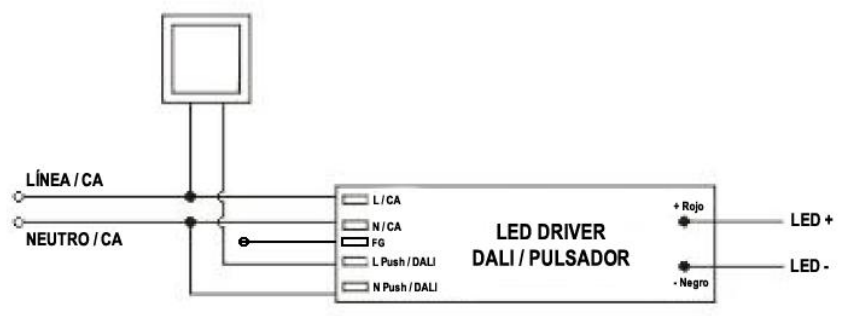 LÍNEA / CA
NEUTRO / CA
L / CA
N / CA
FG
L Push / DALI
N Push / DALI
LED DRIVER
DALI / PULSADOR
+ Rojo
- Negro
LED +
LED -